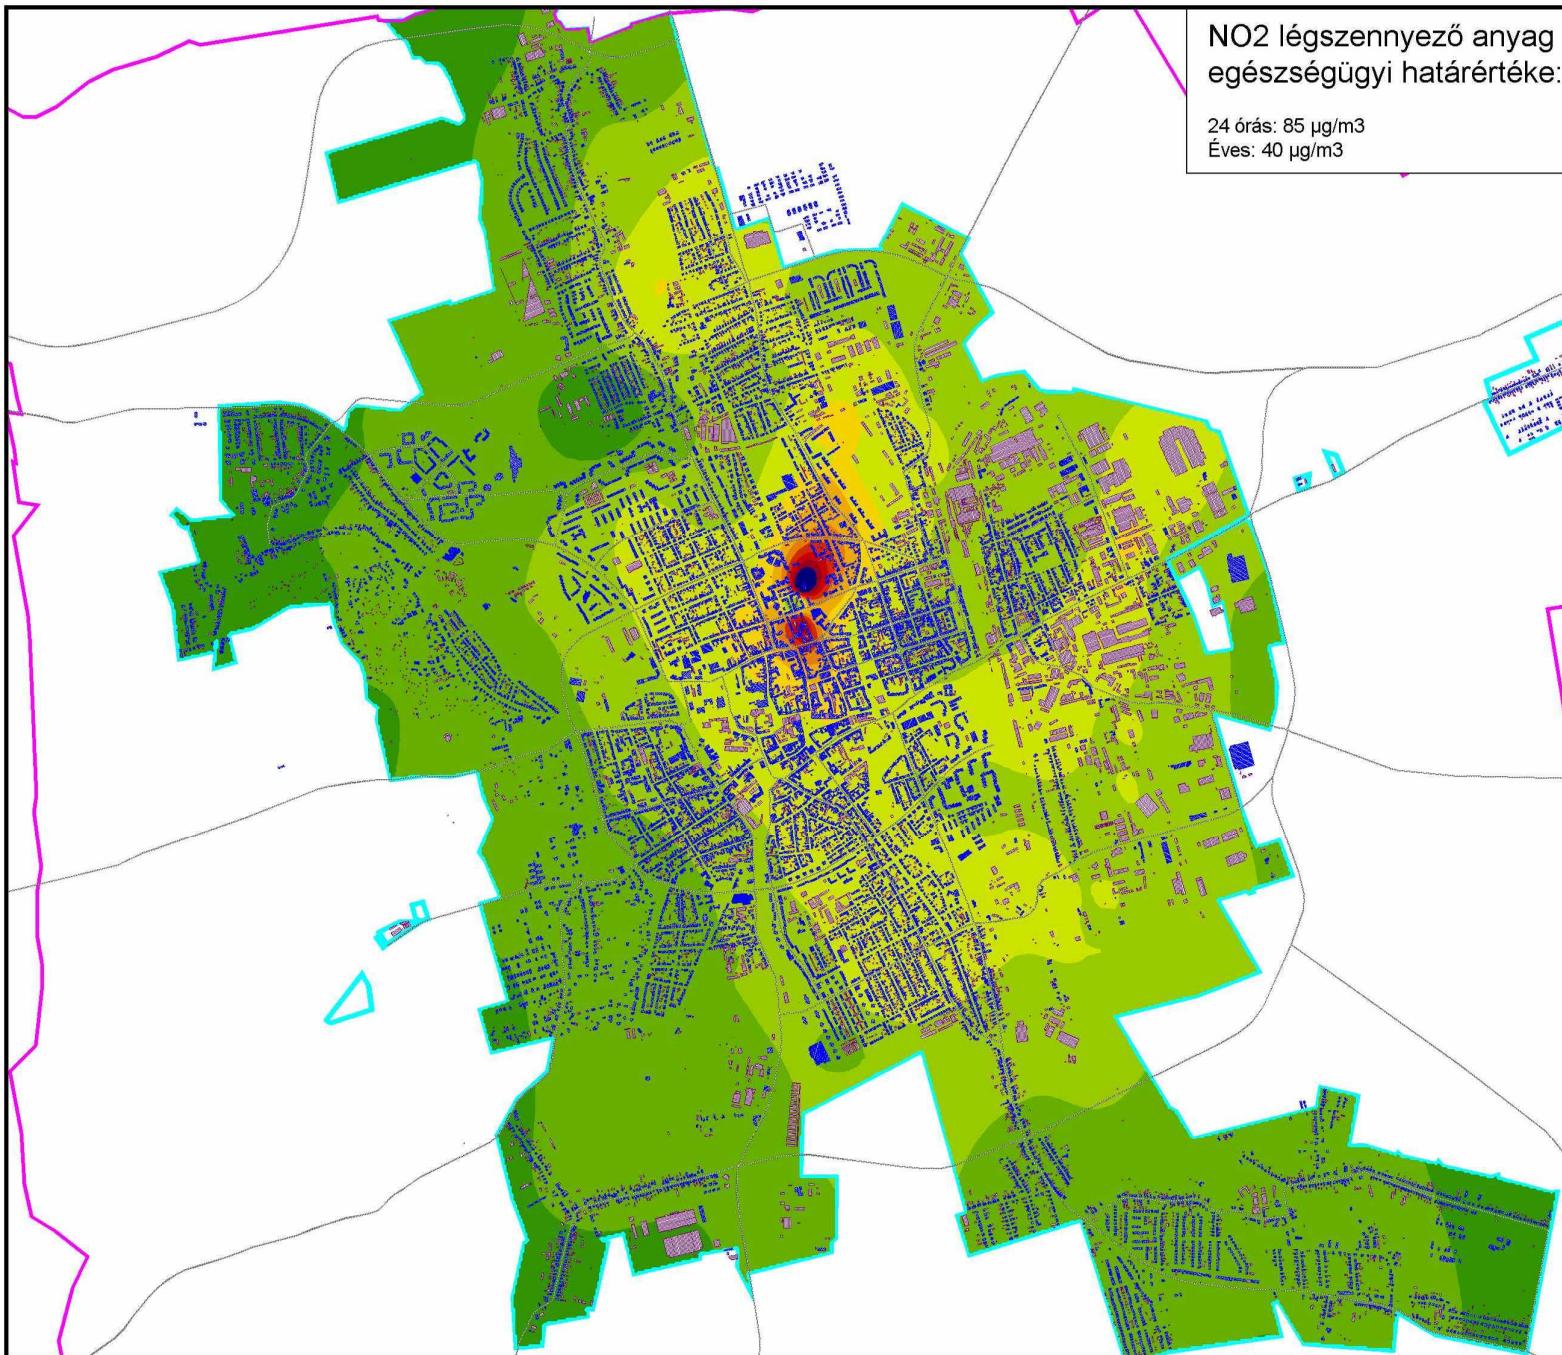 NO2 légszennyező anyag
egészségügyi határértéke:
24 órás: 85 µg/m3
Éves: 40 µg/m3